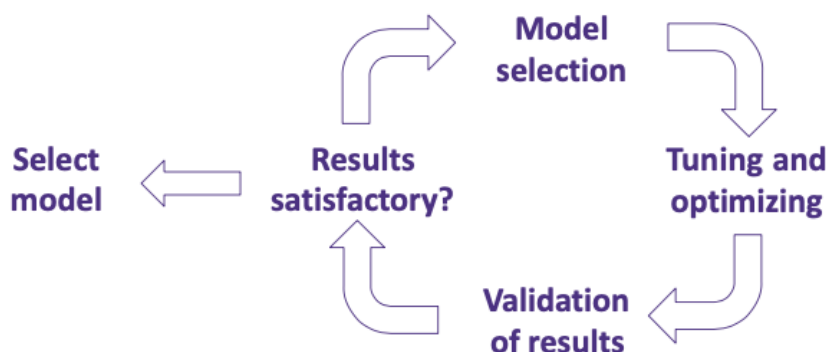 Model
selection
Select
model
Results
satisfactory?
Tuning and
optimizing
Validation
of results